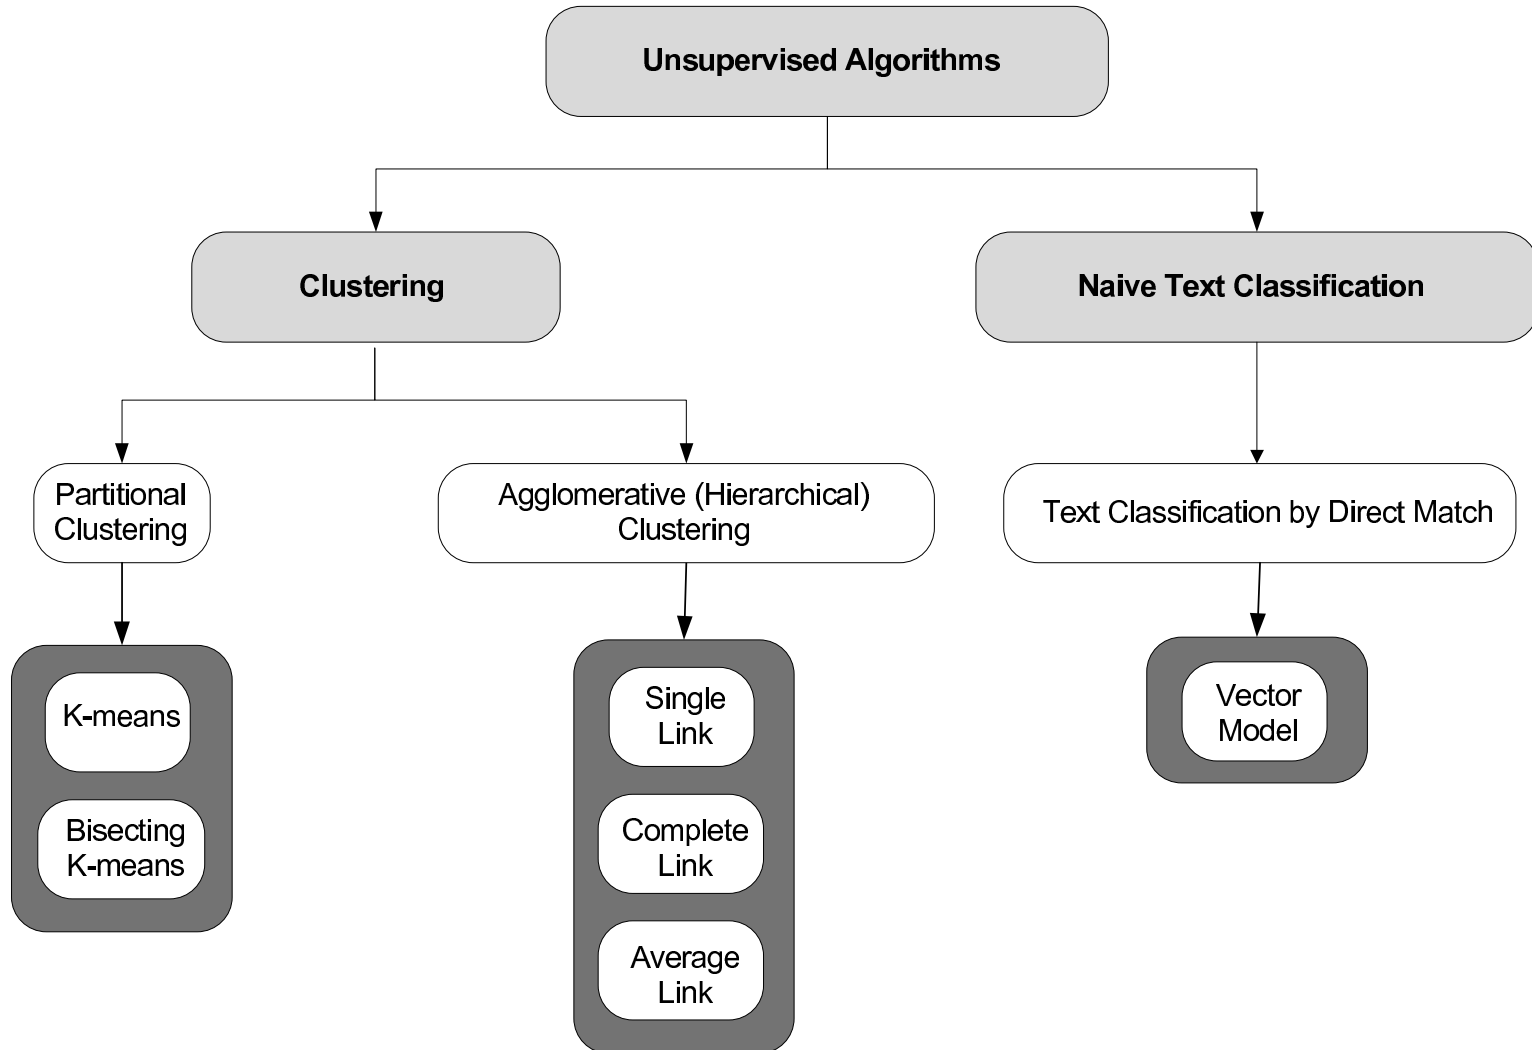 Unsupervised Algorithms
Clustering
Naive Text Classification
Partitional
Clustering
Agglomerative (Hierarchical)
Clustering
Text Classification by Direct Match
K-means
Bisecting
K-means
Single
Link
Complete
Link
Average
Link
Vector
Model